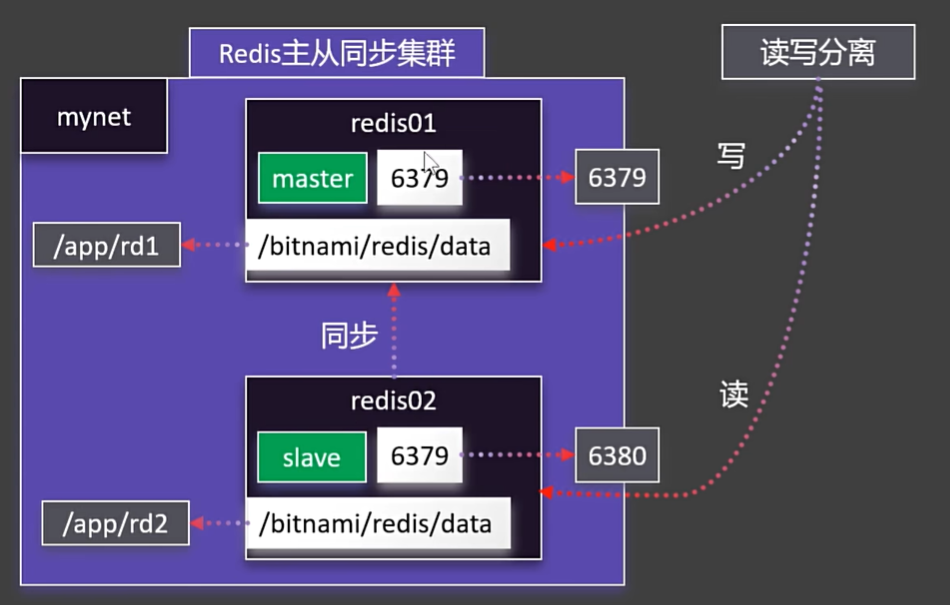 Redis主从同步集群
读写分离
mynet
redis01
master
6379
6379
写
/app/rd1
/bitnami/redis/data
同步
redis02
读
slave
6379
6380
/app/rd2
/bitnami/redis/data